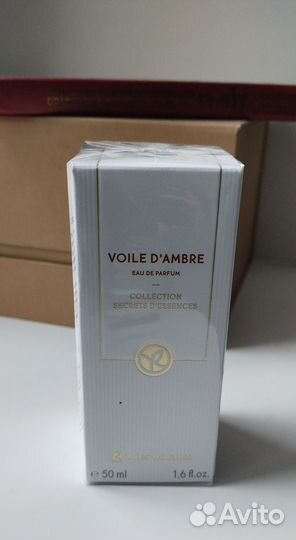 VOILE D'AMBRE
EAU DE PARFUM
COLLECTION
SECRETS D'ESSENCES
℮ 50 ml 1.6 fl.oz.
Avito